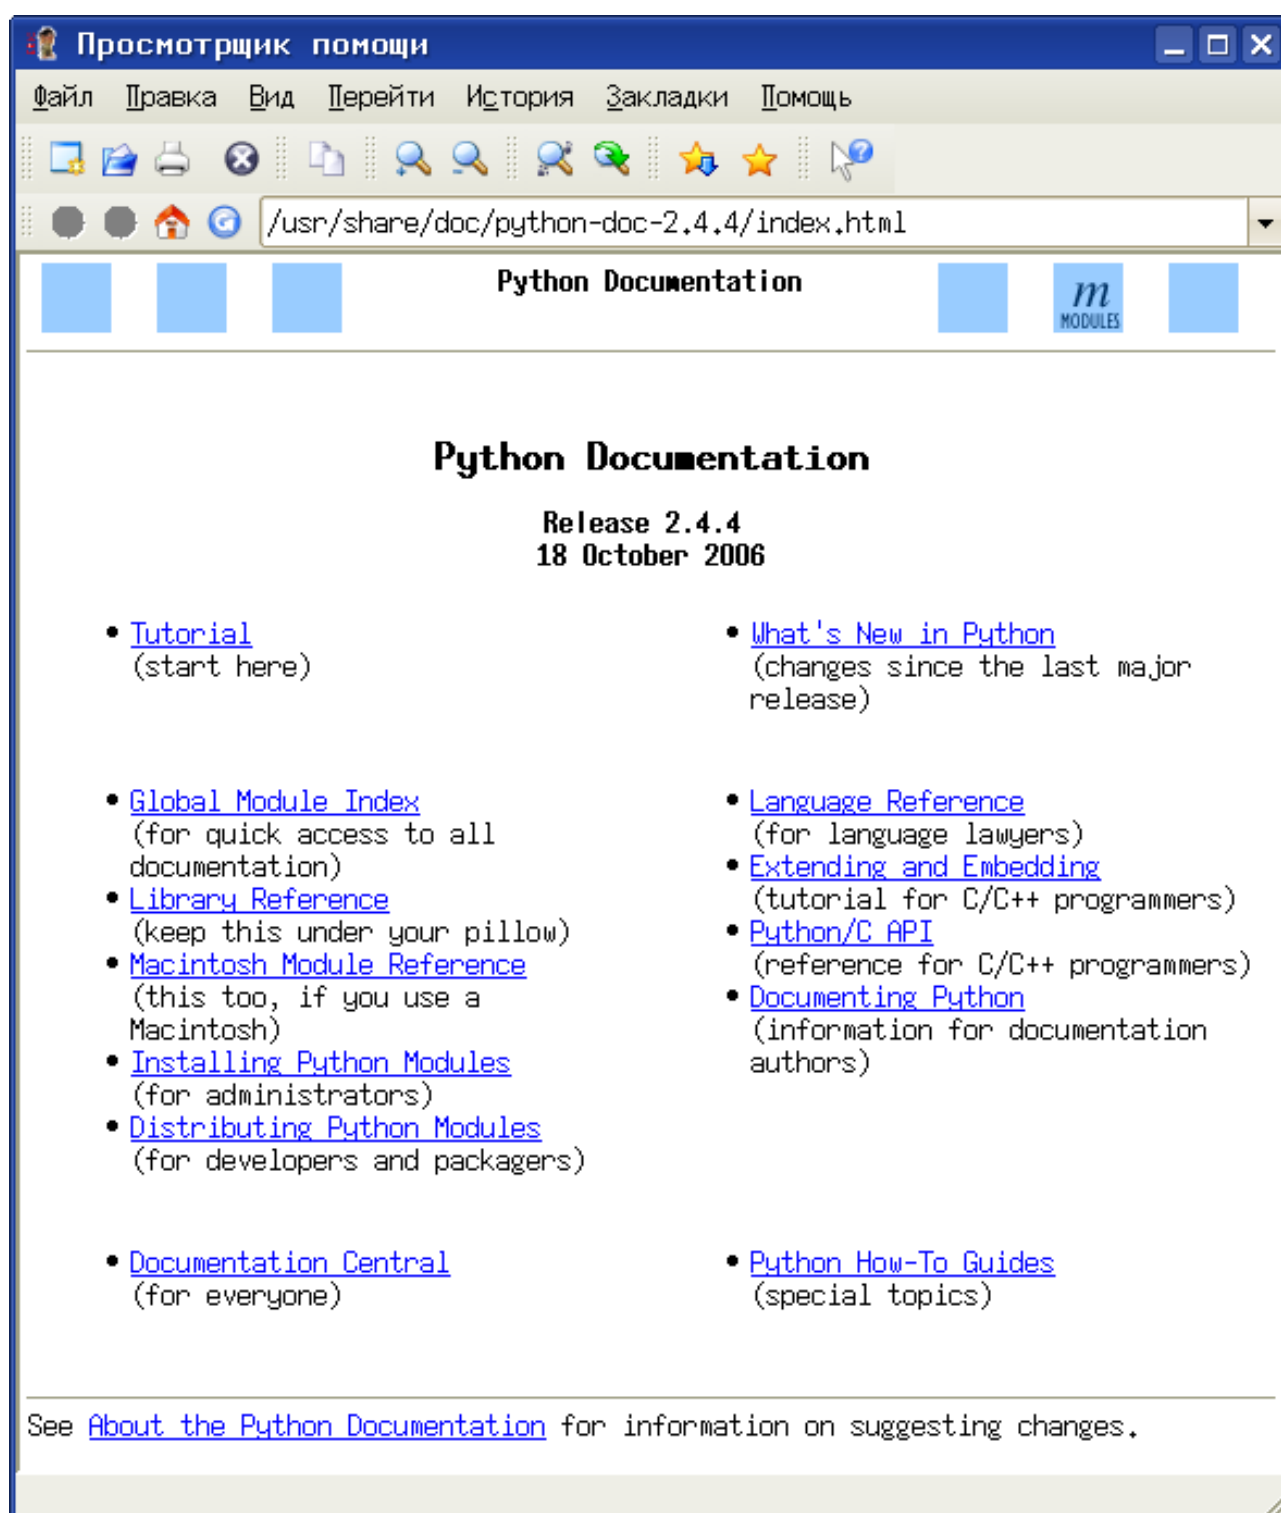 Просмотрщик помощи
Файл Правка Вид Перейти История Закладки Помощь
/usr/share/doc/python-doc-2.4.4/index.html
Python Documentation
m
MODULES
Python Documentation
Release 2.4.4
18 October 2006
Tutorial
(start here)
What's New in Python
(changes since the last major
release)
Global Module Index
(for quick access to all
documentation)
Library Reference
(keep this under your pillow)
Macintosh Module Reference
(this too, if you use a
Macintosh)
Installing Python Modules
(for administrators)
Distributing Python Modules
(for developers and packagers)
Language Reference
(for language lawyers)
Extending and Embedding
(tutorial for C/C++ programmers)
Python/C API
(reference for C/C++ programmers)
Documenting Python
(information for documentation
authors)
Documentation Central
(for everyone)
Python How-To Guides
(special topics)
See About the Python Documentation for information on suggesting changes.